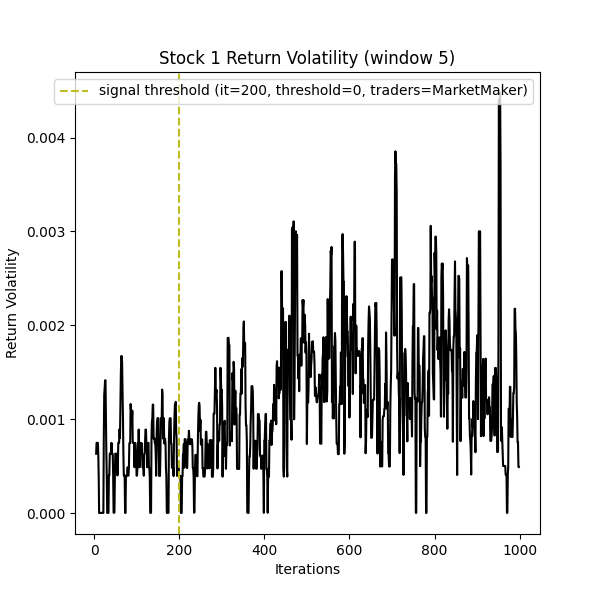 Stock 1 Return Volatility (window 5)
signal threshold (it=200, threshold=0, traders=MarketMaker)
0.004
0.003
0.002
0.001
0.000
Return Volatility
0 200 400 600 800 1000
Iterations